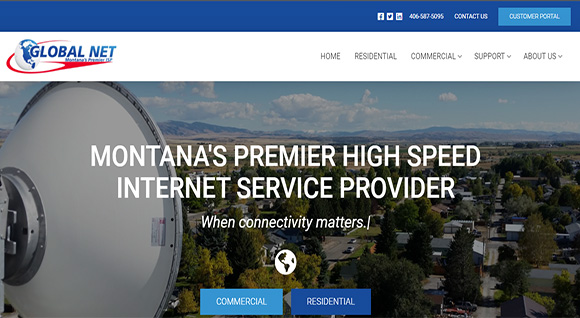 406-587-5095 CONTACT US CUSTOMER PORTAL
GLOBAL NET
Montana's Premier ISP
HOME RESIDENTIAL COMMERCIAL SUPPORT ABOUT US
MONTANA'S PREMIER HIGH SPEED
INTERNET SERVICE PROVIDER
When connectivity matters.|
COMMERCIAL RESIDENTIAL